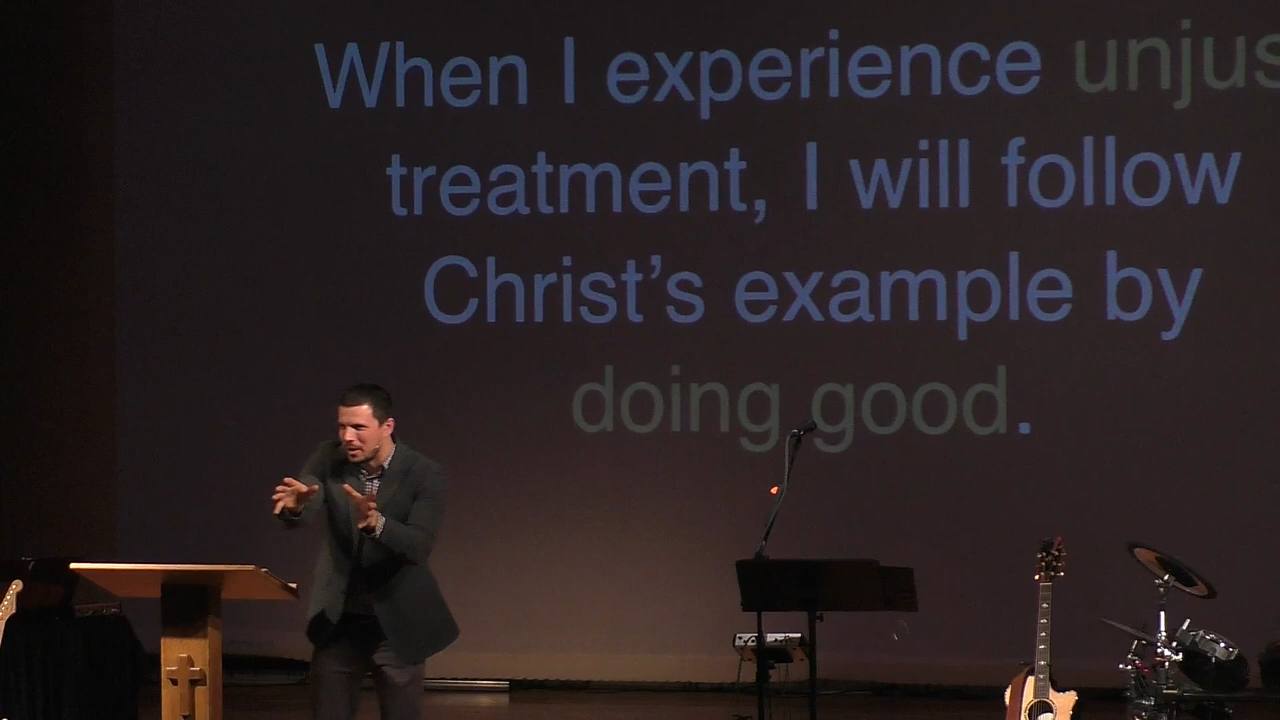 When I experience unjus
treatment, I will follow
Christ's example by
doing good.